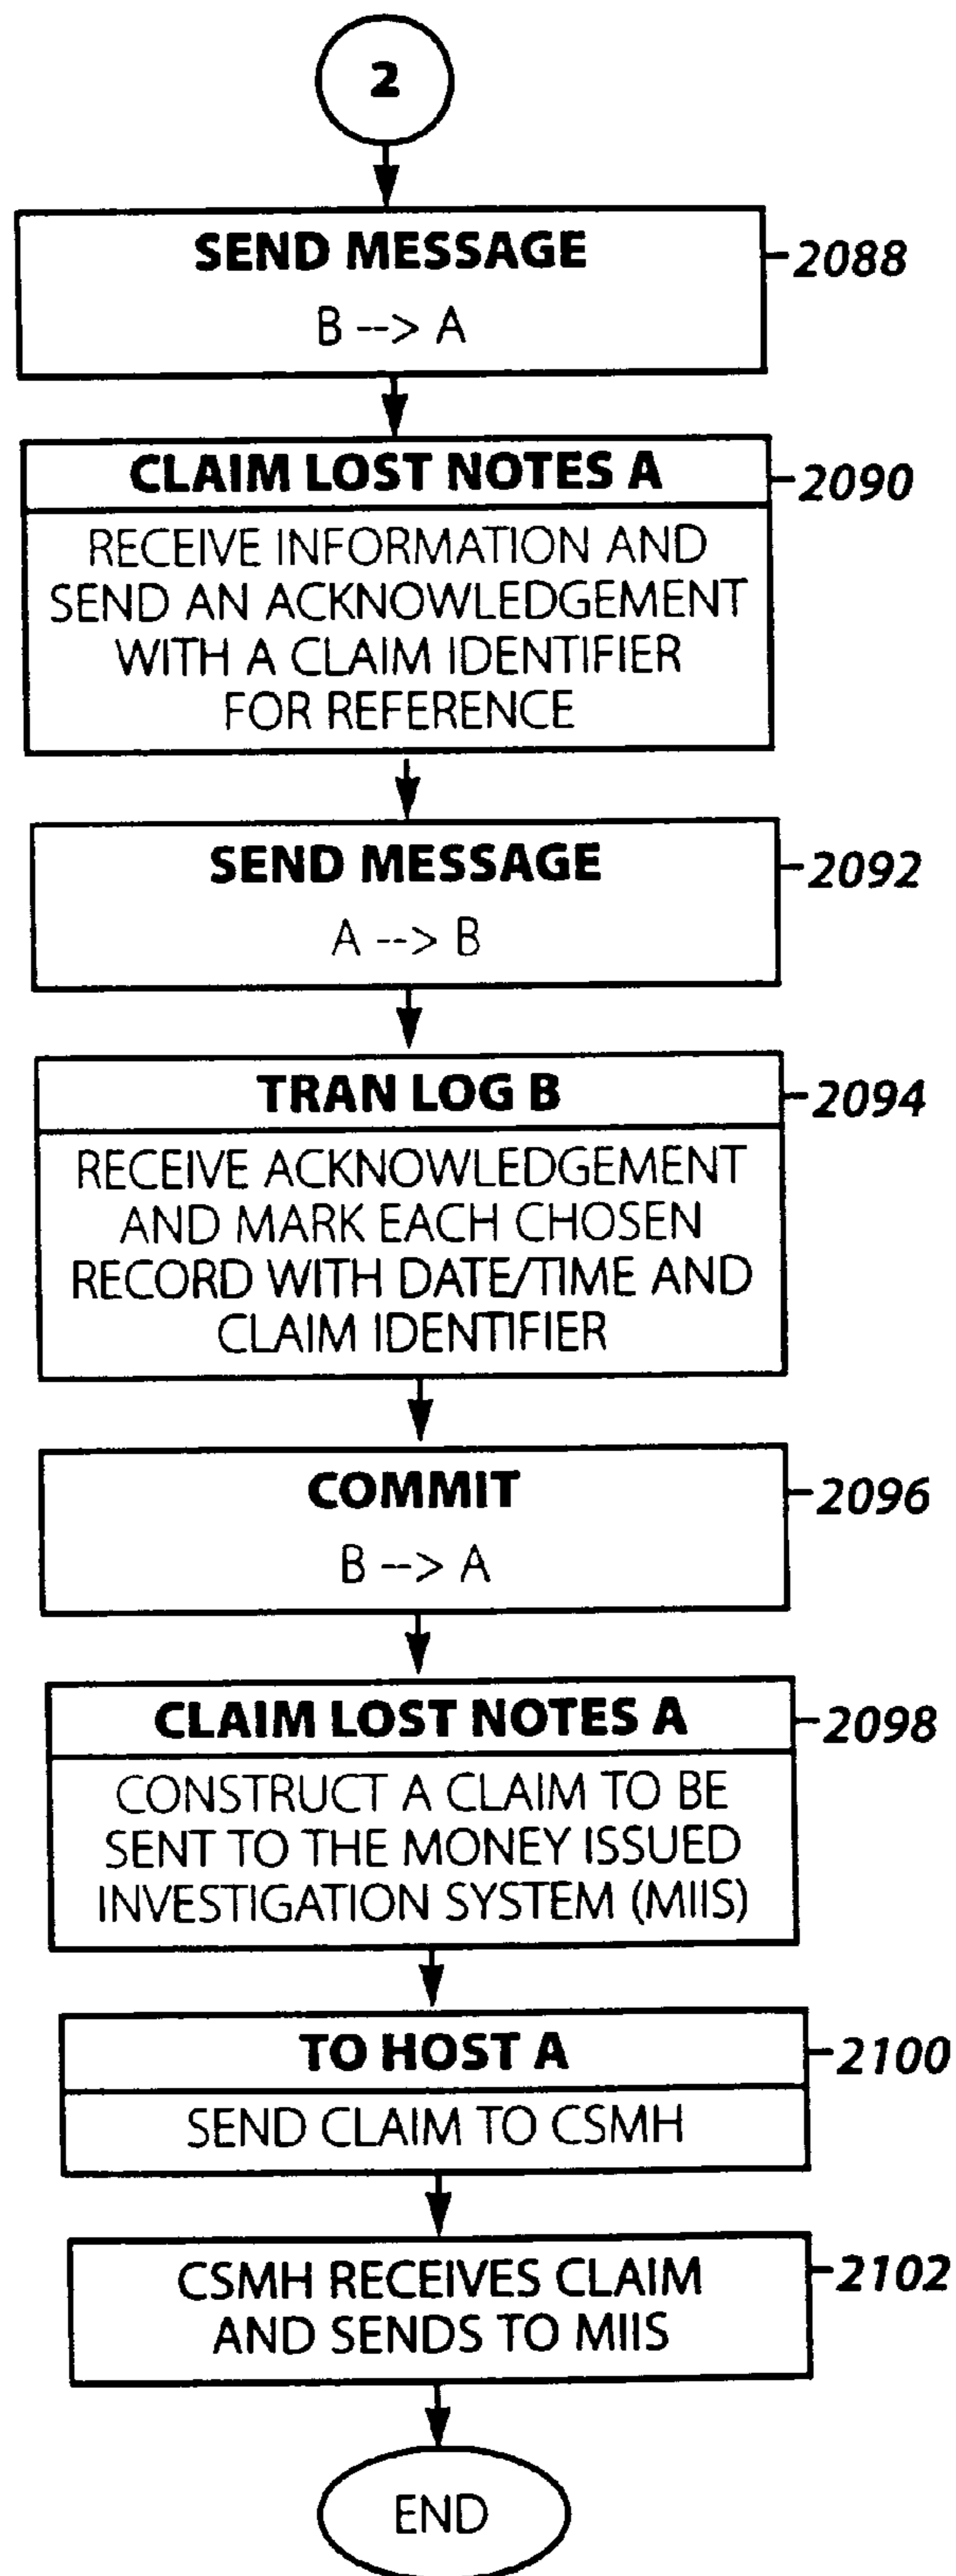 2
SEND MESSAGE
2088
B --> A
CLAIM LOST NOTES A
2090
RECEIVE INFORMATION AND
SEND AN ACKNOWLEDGEMENT
WITH A CLAIM IDENTIFIER
FOR REFERENCE
SEND MESSAGE
2092
A --> B
TRAN LOG B
2094
RECEIVE ACKNOWLEDGEMENT
AND MARK EACH CHOSEN
RECORD WITH DATE/TIME AND
CLAIM IDENTIFIER
COMMIT
2096
B --> A
CLAIM LOST NOTES A
2098
CONSTRUCT A CLAIM TO BE
SENT TO THE MONEY ISSUED
INVESTIGATION SYSTEM (MIIS)
TO HOST A
2100
SEND CLAIM TO CSMH
CSMH RECEIVES CLAIM
2102
AND SENDS TO MIIS
END